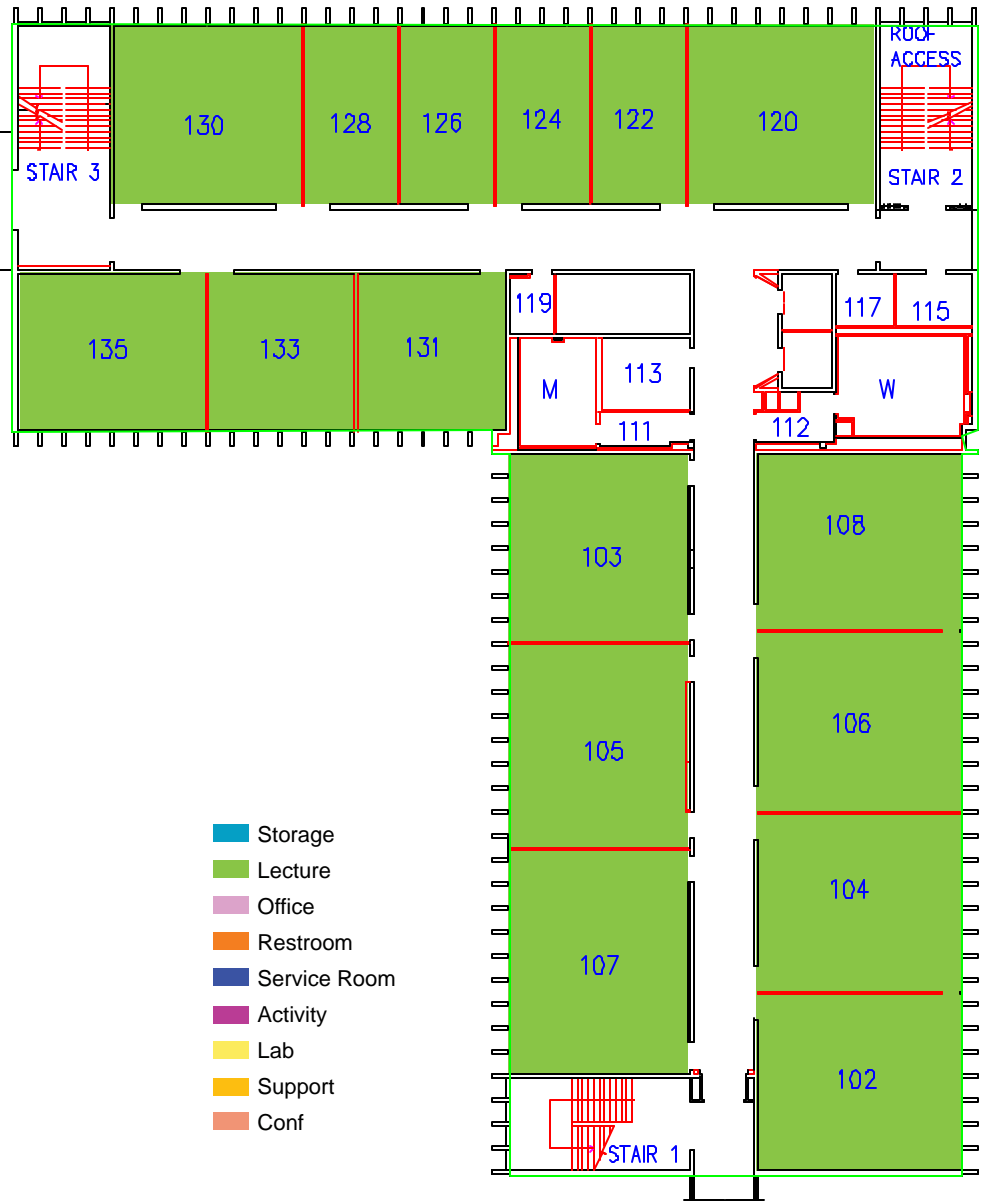 ROOF
ACCESS
130
128
126
124
122
120
STAIR 3
STAIR 2
119
117
115
135
133
131
113
M
W
111
112
103
108
105
106
107
104
102
STAIR 1
Storage
Lecture
Office
Restroom
Service Room
Activity
Lab
Support
Conf